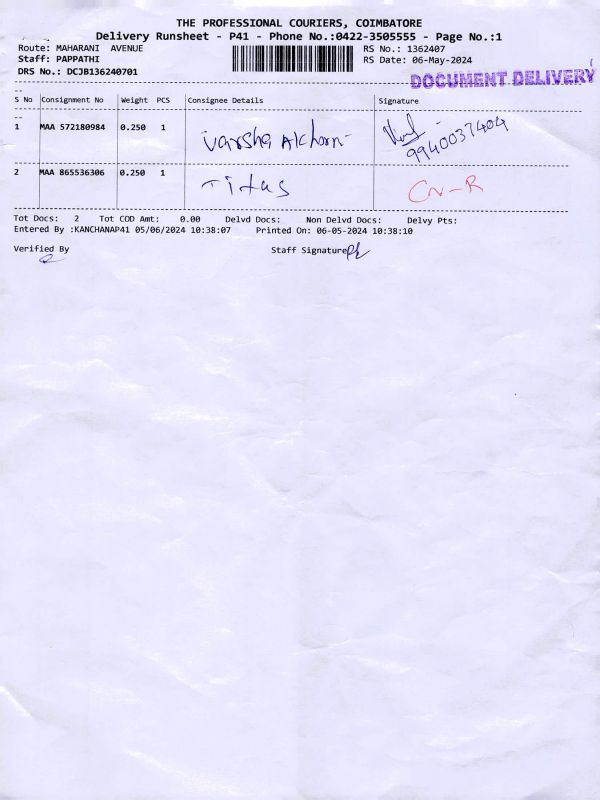 THE PROFESSIONAL COURIERS, COIMBATORE
Delivery Runsheet - P41 - Phone No.:0422-3505555 - Page No.:1
Route: MAHARANI AVENUE
RS No.: 1362407
Staff: PAPPATHI
RS Date: 06-May-2024
DRS No.: DCJB136240701
DOCUMENT DELIVERY
S No Consignment No Weight PCS Consignee Details Signature
1 MAA 572180984 0.250 1 varsha 9940037404
2 MAA 865536306 0.250 1 Titus CN-R
Tot Docs: 2 Tot COD Amt: 0.00 Delvd Docs: Non Delvd Docs: Delvy Pts:
Entered By :KANCHANAP41 05/06/2024 10:38:07 Printed On: 06-05-2024 10:38:10
Verified By Staff Signature